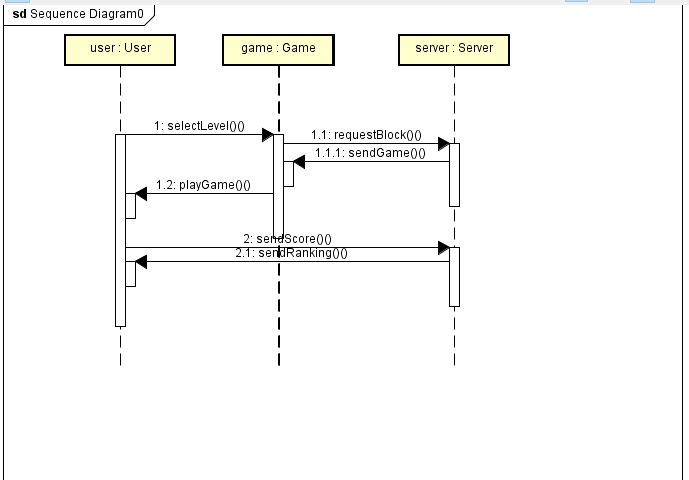 sd Sequence Diagram0
user : User
game : Game
server : Server
1: selectLevel()()
1.1: requestBlock()()
1.1.1: sendGame()()
1.2: playGame()()
2: sendScore()()
2.1: sendRanking()()